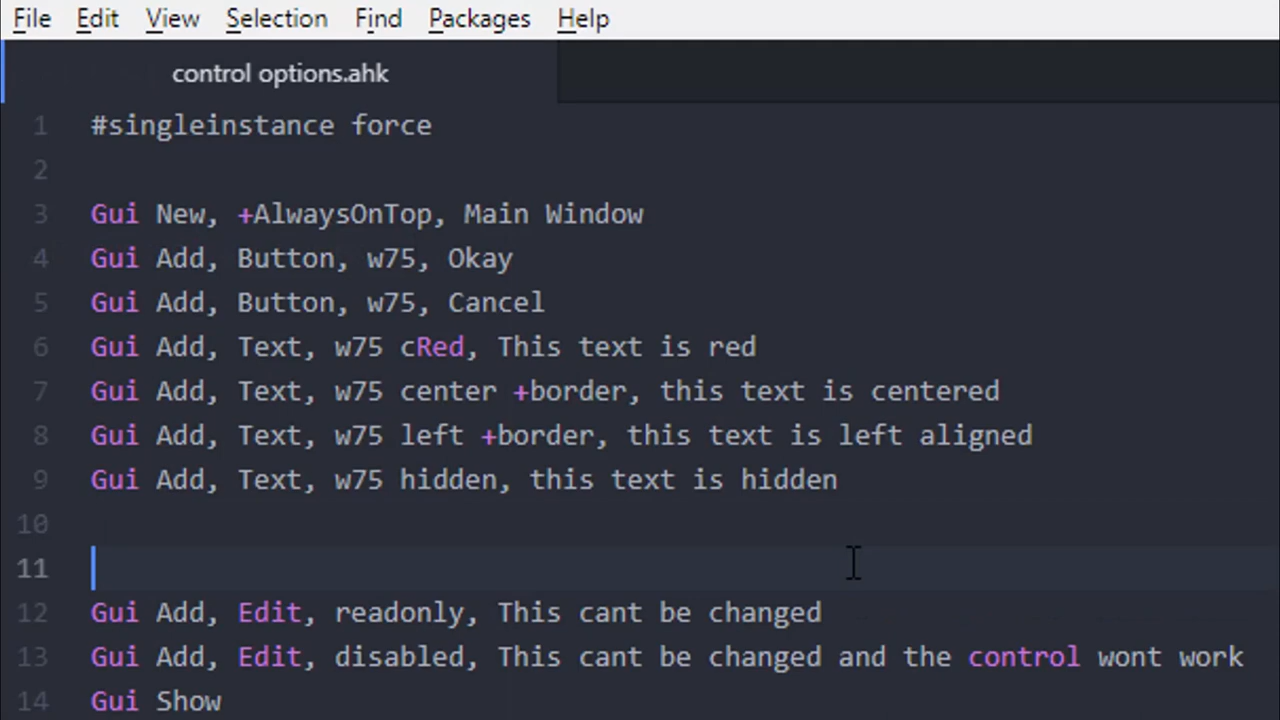 File Edit View Selection Find Packages Help
control options.ahk
1 #singleinstance force
2
3 Gui New, +AlwaysOnTop, Main Window
4 Gui Add, Button, w75, Okay
5 Gui Add, Button, w75, Cancel
6 Gui Add, Text, w75 cRed, This text is red
7 Gui Add, Text, w75 center +border, this text is centered
8 Gui Add, Text, w75 left +border, this text is left aligned
9 Gui Add, Text, w75 hidden, this text is hidden
10
11
12 Gui Add, Edit, readonly, This cant be changed
13 Gui Add, Edit, disabled, This cant be changed and the control wont work
14 Gui Show